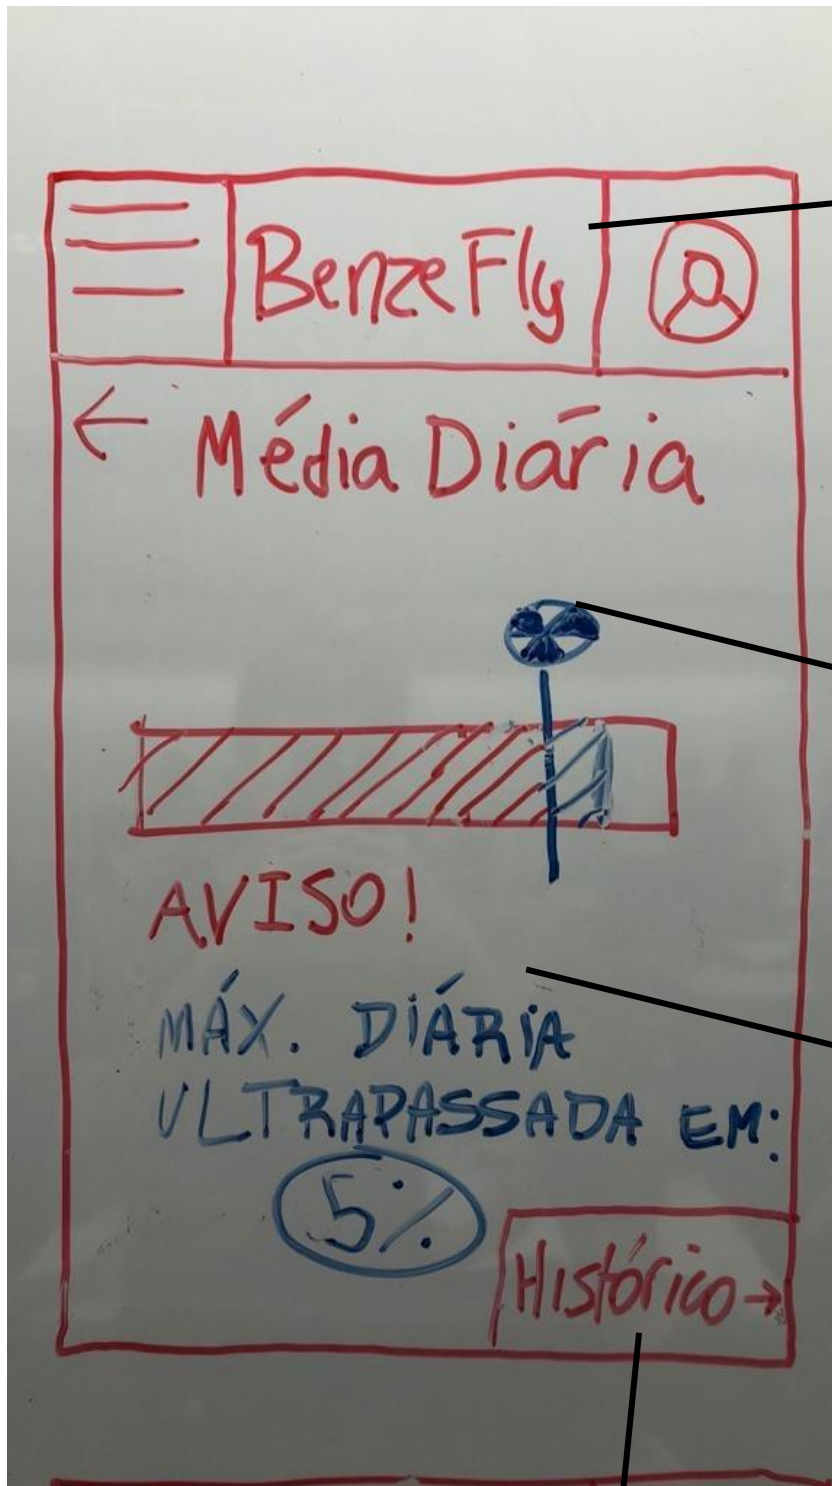 BenzeFly
← Média Diária
AVISO!
MÁX. DIÁRIA
ULTRAPASSADA EM:
5%
Histórico →